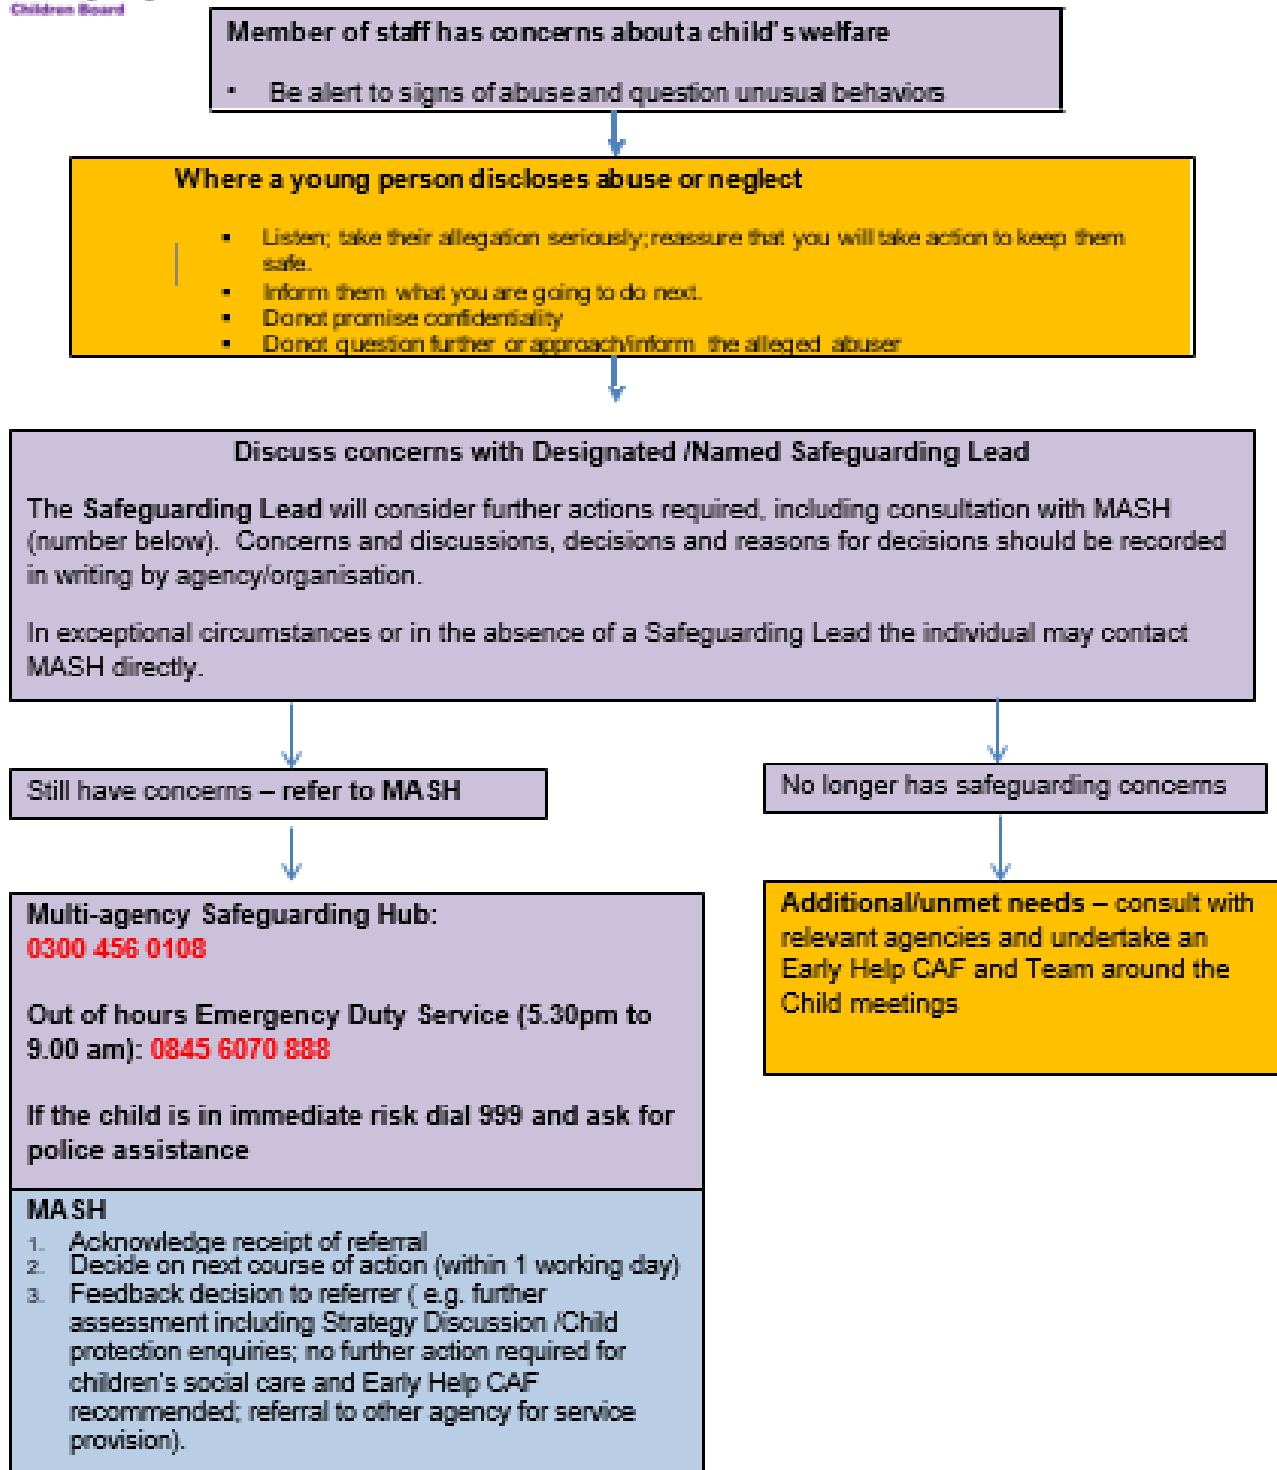 Children Board
Member of staff has concerns about a child's welfare
▪ Be alert to signs of abuse and question unusual behaviors
Where a young person discloses abuse or neglect
▪ Listen; take their allegation seriously; reassure that you will take action to keep them
safe.
▪ Inform them what you are going to do next.
▪ Do not promise confidentiality
▪ Do not question further or approach/inform the alleged abuser
Discuss concerns with Designated /Named Safeguarding Lead
The Safeguarding Lead will consider further actions required, including consultation with MASH
(number below). Concerns and discussions, decisions and reasons for decisions should be recorded
in writing by agency/organisation.
In exceptional circumstances or in the absence of a Safeguarding Lead the individual may contact
MASH directly.
Still have concerns – refer to MASH
No longer has safeguarding concerns
Multi-agency Safeguarding Hub:
0300 456 0108
Out of hours Emergency Duty Service (5.30pm to
9.00 am): 0845 6070 888
If the child is in immediate risk dial 999 and ask for
police assistance
Additional/unmet needs – consult with
relevant agencies and undertake an
Early Help CAF and Team around the
Child meetings
MASH
1. Acknowledge receipt of referral
2. Decide on next course of action (within 1 working day)
3. Feedback decision to referrer ( e.g. further
assessment including Strategy Discussion /Child
protection enquiries; no further action required for
children's social care and Early Help CAF
recommended; referral to other agency for service
provision).